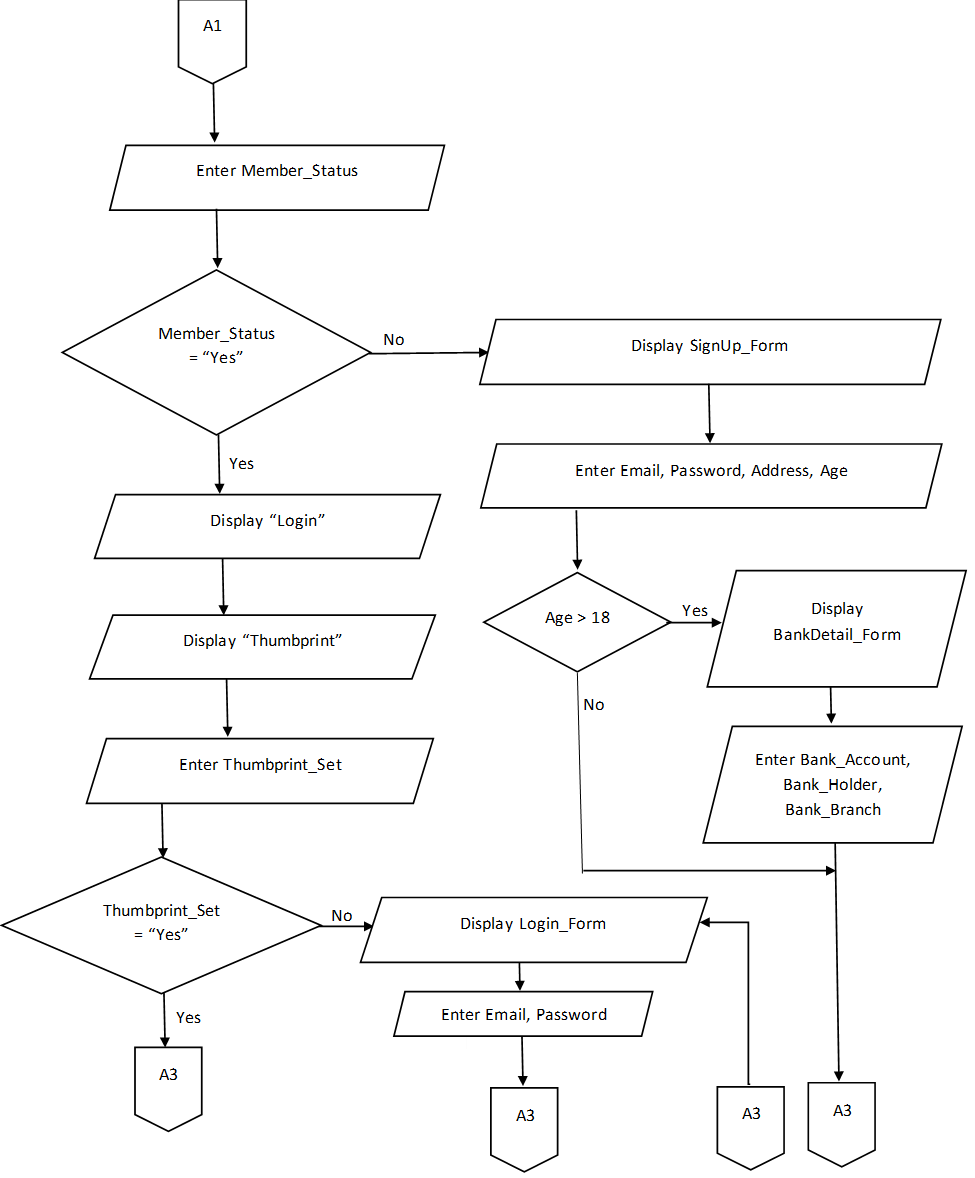 A1
Enter Member_Status
Member_Status
= “Yes”
No
Display SignUp_Form
Yes
Enter Email, Password, Address, Age
Display “Login”
Age > 18
Yes
Display
BankDetail_Form
Display “Thumbprint”
No
Enter Thumbprint_Set
Enter Bank_Account,
Bank_Holder,
Bank_Branch
Thumbprint_Set
= “Yes”
No
Display Login_Form
Yes
Enter Email, Password
A3
A3
A3
A3